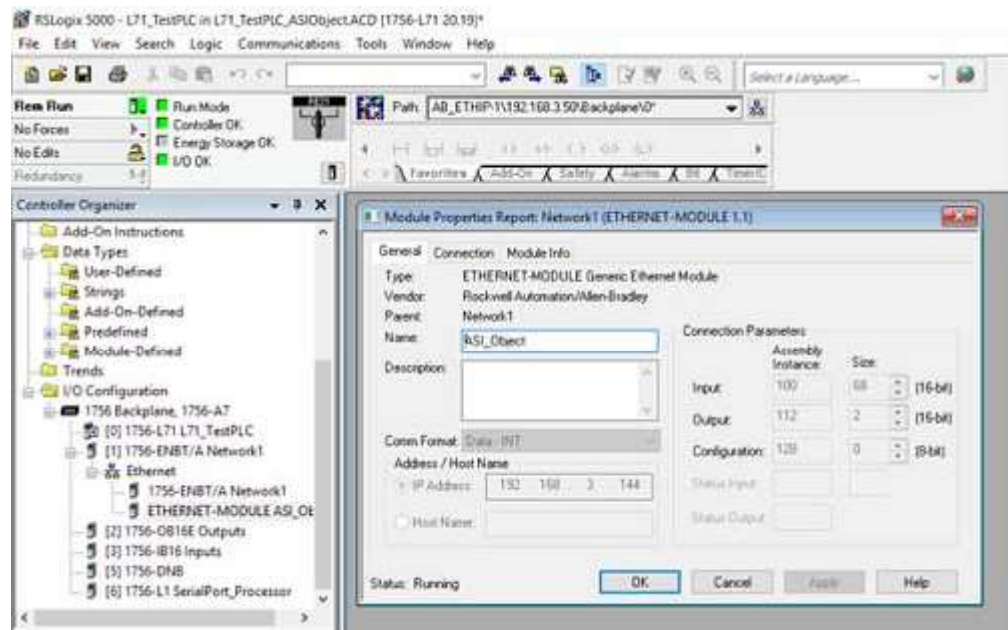 RSLogix 5000 - L71_TestPLC in L71_TestPLC_ASIObject.ACD [1756-L71 20.19]*
File Edit View Search Logic Communications Tools Window Help
Select a Language...
Rem Run
Run Mode
No Forces
Controller OK
Energy Storage OK
No Edits
I/O OK
Redundancy
Path: AB_ETHIP-1\192.168.3.50\Backplane\0*
Favorites Add-On Safety Alarms Bit Timer/C
Controller Organizer
Add-On Instructions
Data Types
User-Defined
Strings
Add-On-Defined
Predefined
Module-Defined
Trends
I/O Configuration
1756 Backplane, 1756-A7
[0] 1756-L71 L71_TestPLC
[1] 1756-ENBT/A Network1
Ethernet
1756-ENBT/A Network1
ETHERNET-MODULE ASI_Ob
[2] 1756-OB16E Outputs
[3] 1756-IB16 Inputs
[5] 1756-DNB
[6] 1756-L1 SerialPort_Processor
Module Properties Report: Network1 (ETHERNET-MODULE 1.1)
General Connection Module Info
Type: ETHERNET-MODULE Generic Ethernet Module
Vendor: Rockwell Automation/Allen-Bradley
Parent: Network1
Name: ASI_Object
Description:
Comm Format: Data - INT
Address / Host Name
IP Address: 192 . 168 . 3 . 144
Host Name:
Connection Parameters
Assembly Instance:
Size:
Input: 100 68 (16-bit)
Output: 112 2 (16-bit)
Configuration: 128 0 (8-bit)
Status Input:
Status Output:
Status: Running
OK Cancel Apply Help